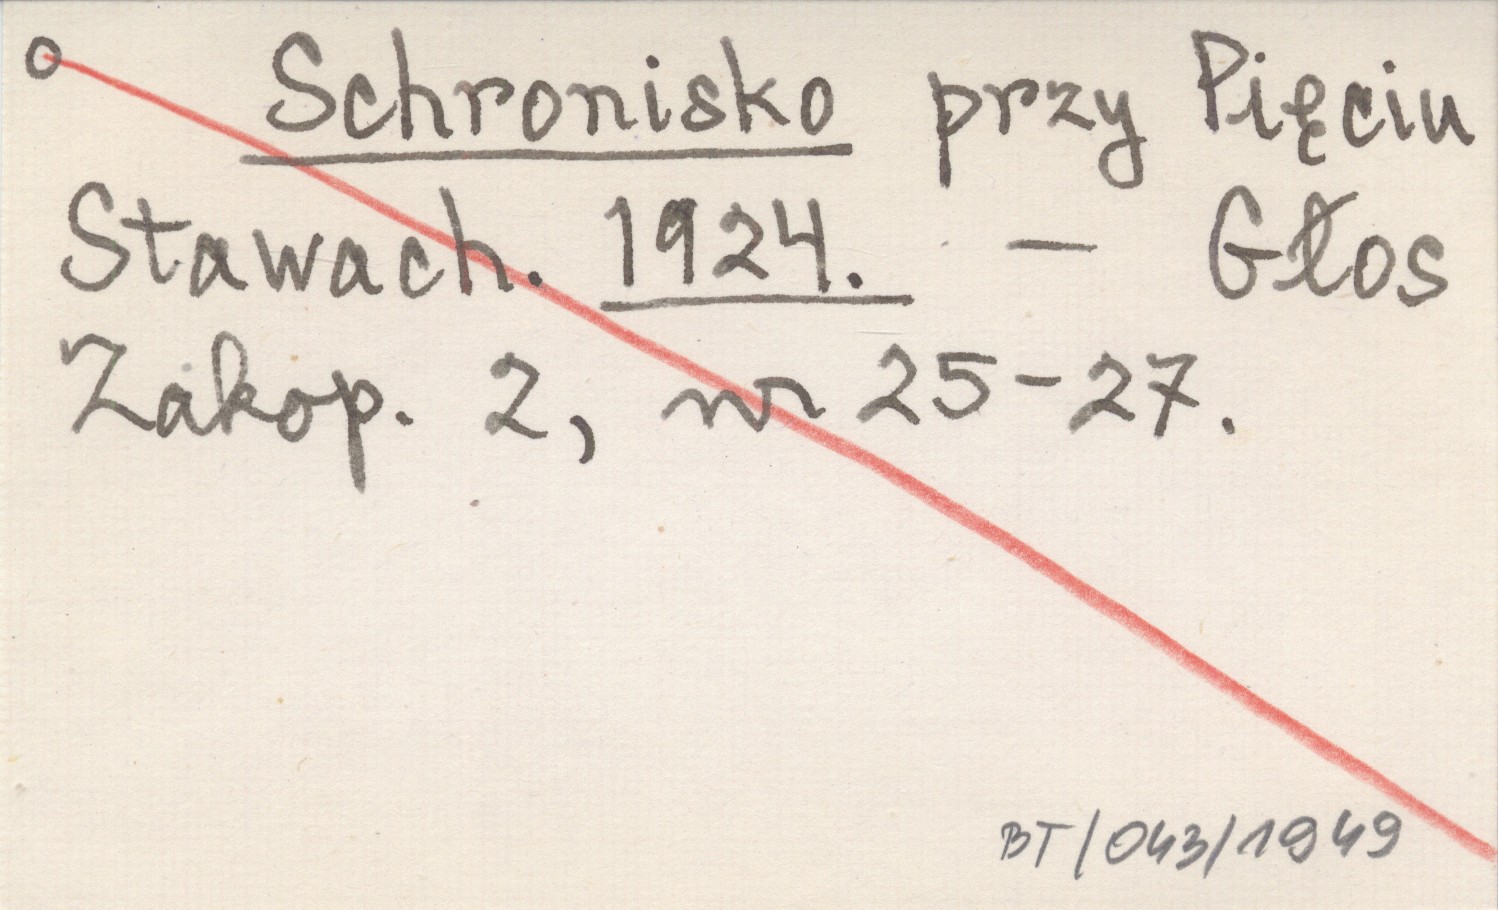 Schronisko przy Pięciu
Stawach. 1924. — Głos
Zakop. 2, nr 25-27.
BT/043/1949